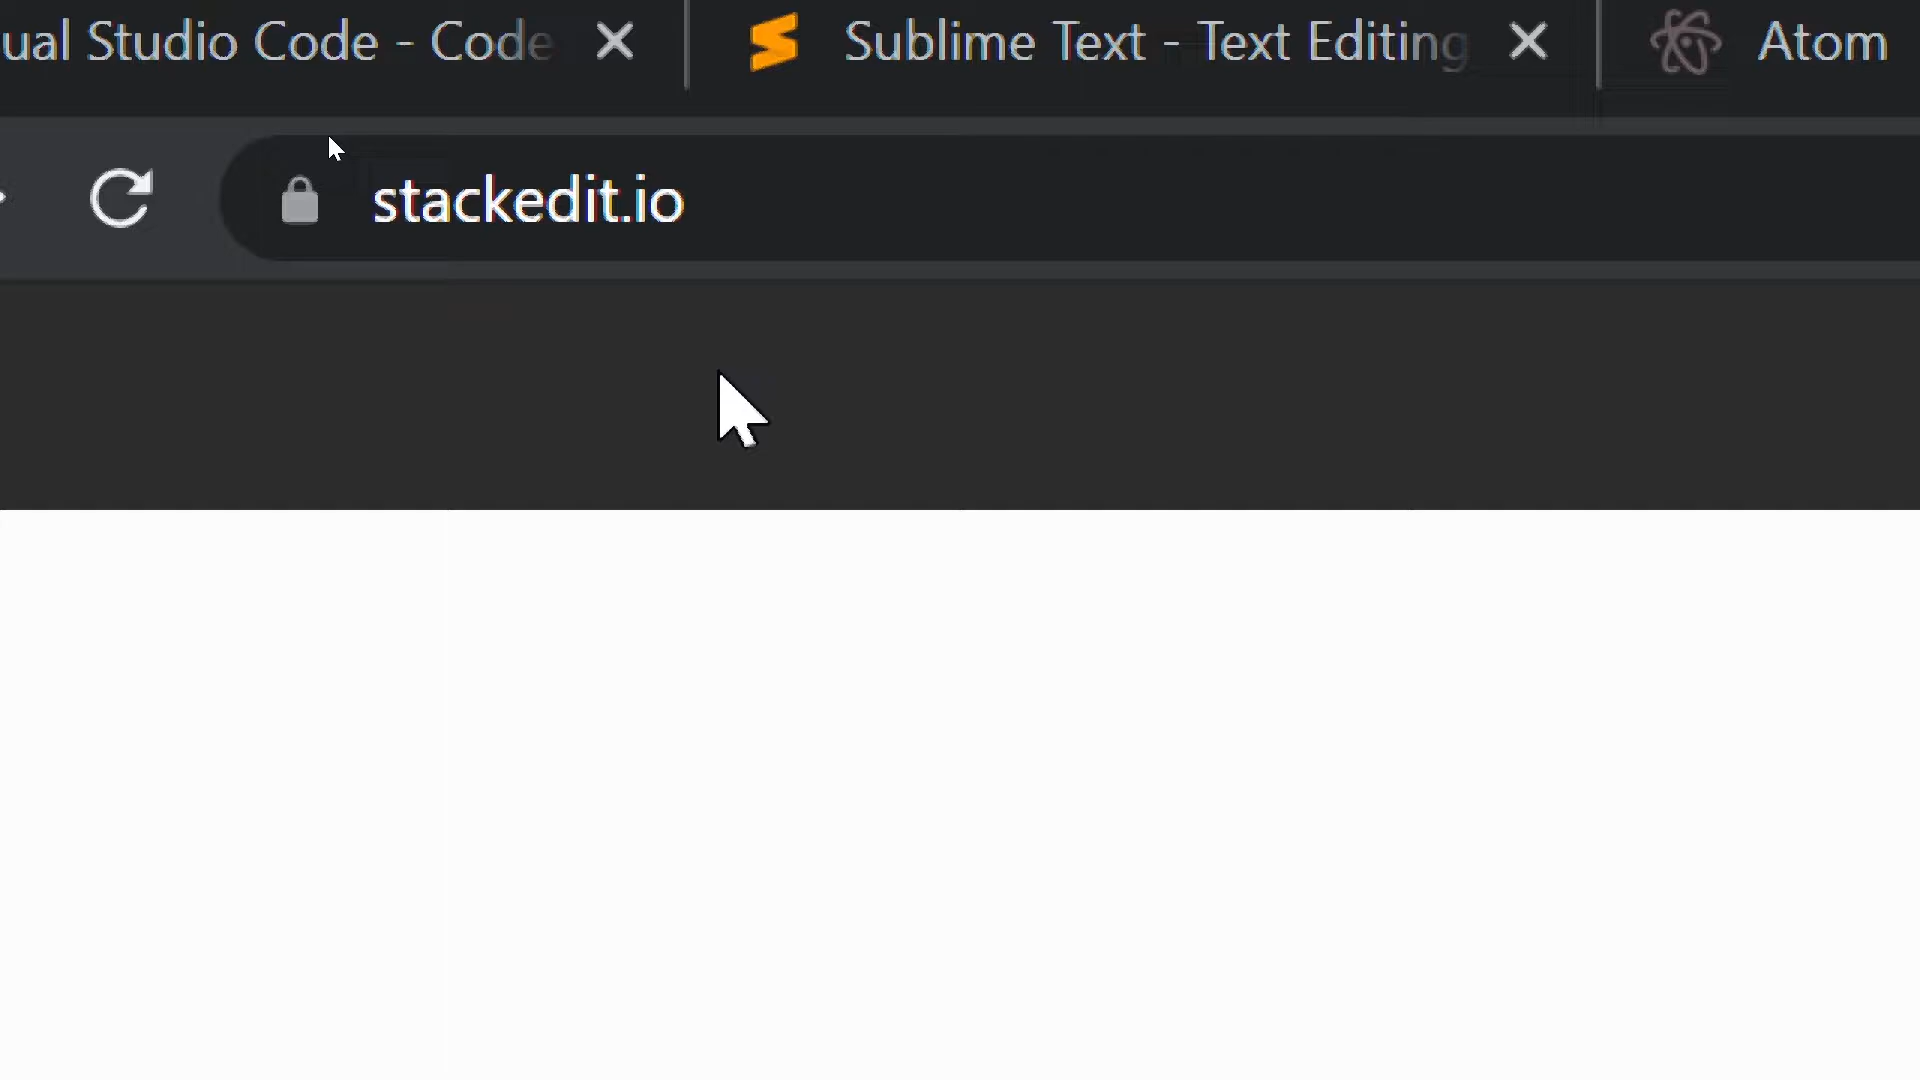 ual Studio Code - Code
Sublime Text - Text Editing
Atom
stackedit.io